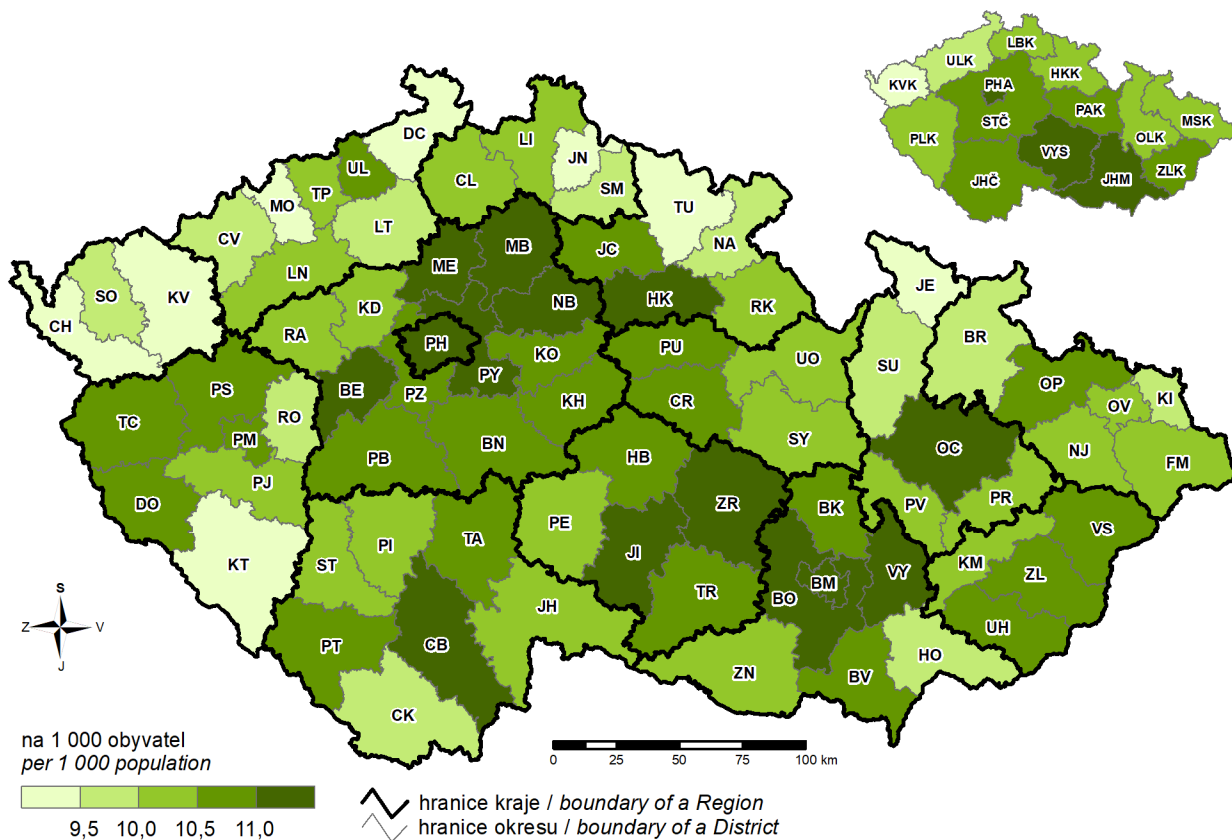 LBK
ULK
HKK
KVK
PHA
PAK
MSK
STČ
OLK
PLK
VYS
ZLK
JHČ
JHM
DC
LI
JN
UL
CL
TP
SM
MO
TU
LT
CV
MB
JC
NA
ME
LN
SO
KV
NB
HK
JE
CH
KD
RK
RA
BR
PH
KO
PU
UO
SU
PY
OP
BE
PS
PZ
KI
RO
KH
CR
OV
TC
PM
BN
SY
OC
NJ
PB
HB
FM
PJ
DO
ZR
BK
PV
PR
PE
VS
TA
PI
ST
KT
JI
KM
VY
BM
ZL
TR
BO
JH
UH
PT
CB
HO
ZN
BV
CK
S
Z V
J
na 1 000 obyvatel
per 1 000 population
9,5 10,0 10,5 11,0
0 25 50 75 100 km
hranice kraje / boundary of a Region
hranice okresu / boundary of a District